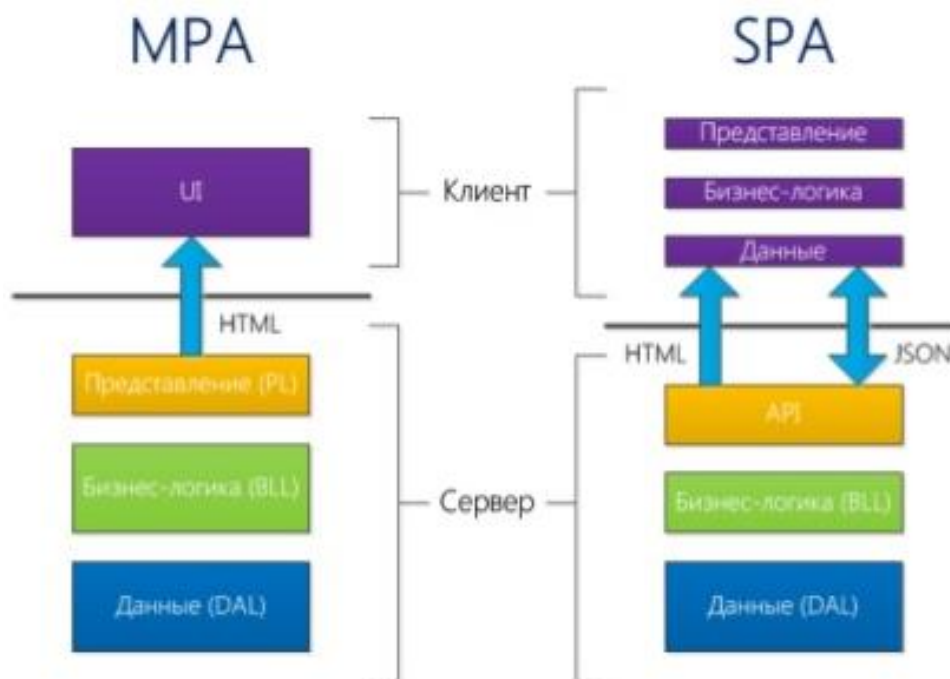 MPA
SPA
UI
Клиент
Представление
Бизнес-логика
Данные
HTML
HTML
JSON
Представление (PL)
API
Бизнес-логика (BLL)
Сервер
Бизнес-логика (BLL)
Данные (DAL)
Данные (DAL)